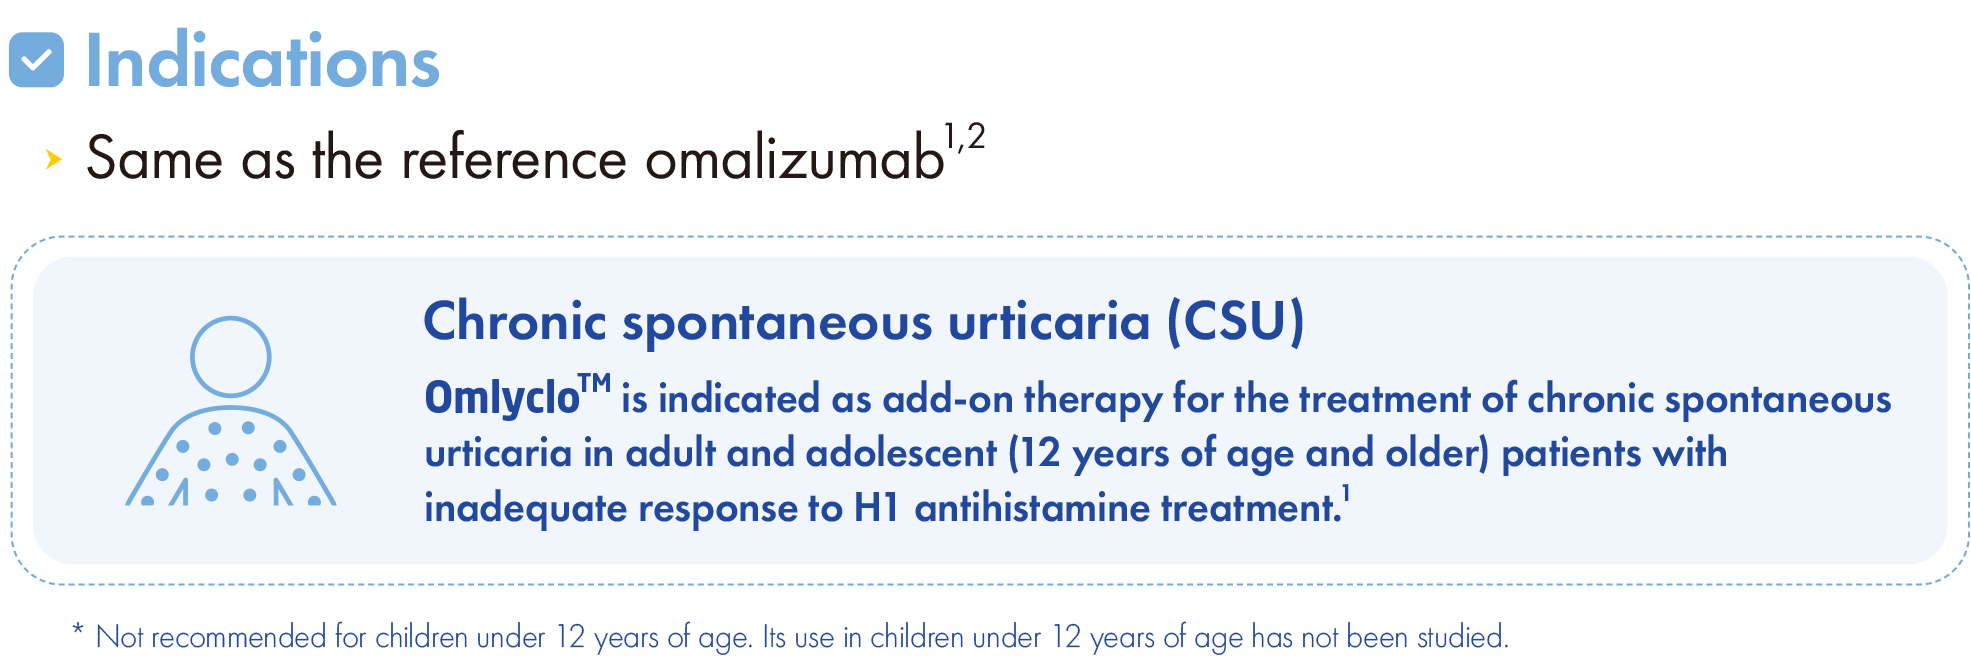 Indications
Same as the reference omalizumab1,2
Chronic spontaneous urticaria (CSU)
Omlyclo™ is indicated as add-on therapy for the treatment of chronic spontaneous
urticaria in adult and adolescent (12 years of age and older) patients with
inadequate response to H1 antihistamine treatment.1
* Not recommended for children under 12 years of age. Its use in children under 12 years of age has not been studied.